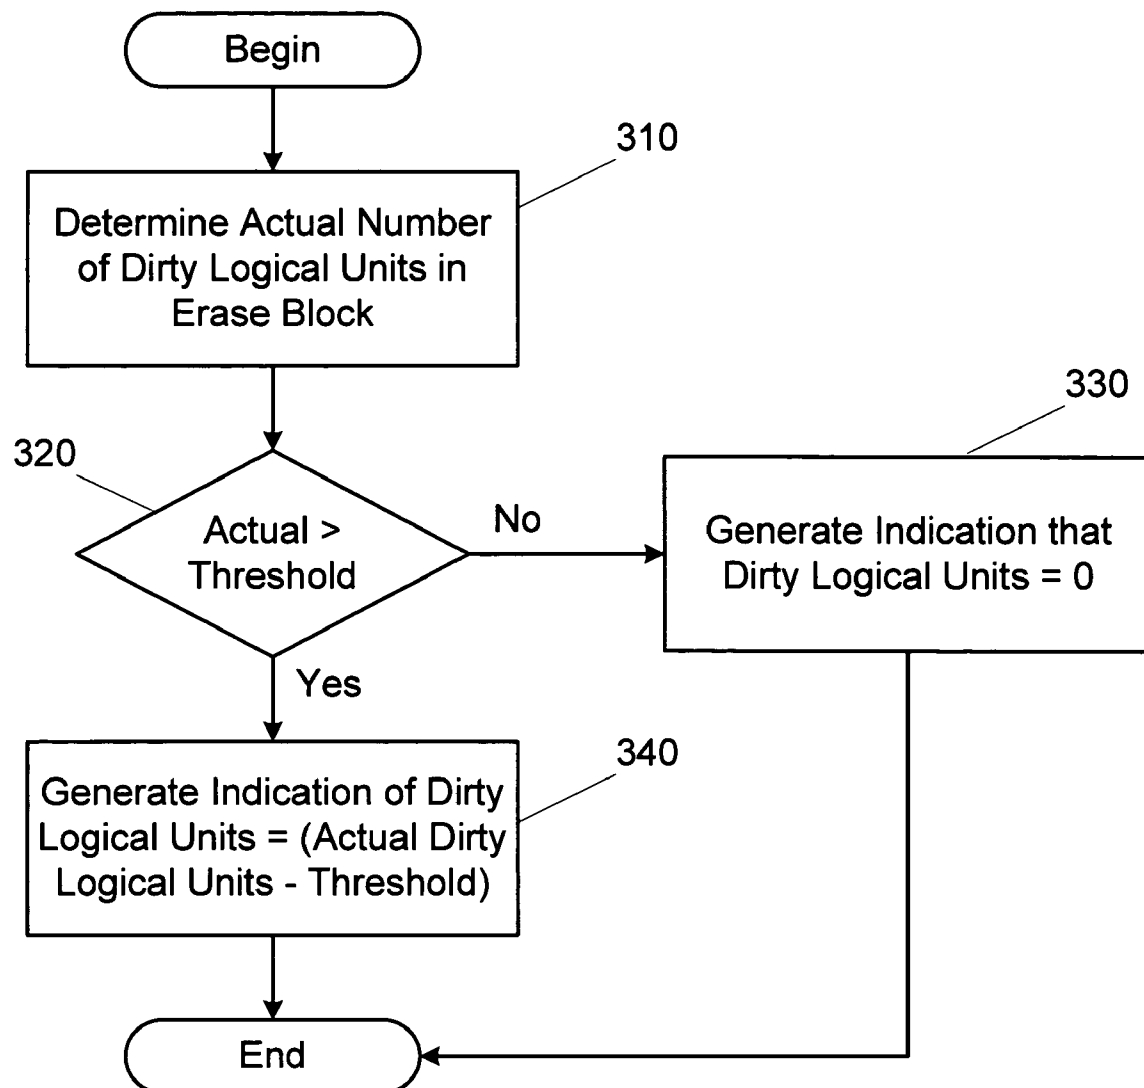 Begin
310
Determine Actual Number
of Dirty Logical Units in
Erase Block
330
320
Actual >
Threshold
No
Generate Indication that
Dirty Logical Units = 0
Yes
340
Generate Indication of Dirty
Logical Units = (Actual Dirty
Logical Units - Threshold)
End